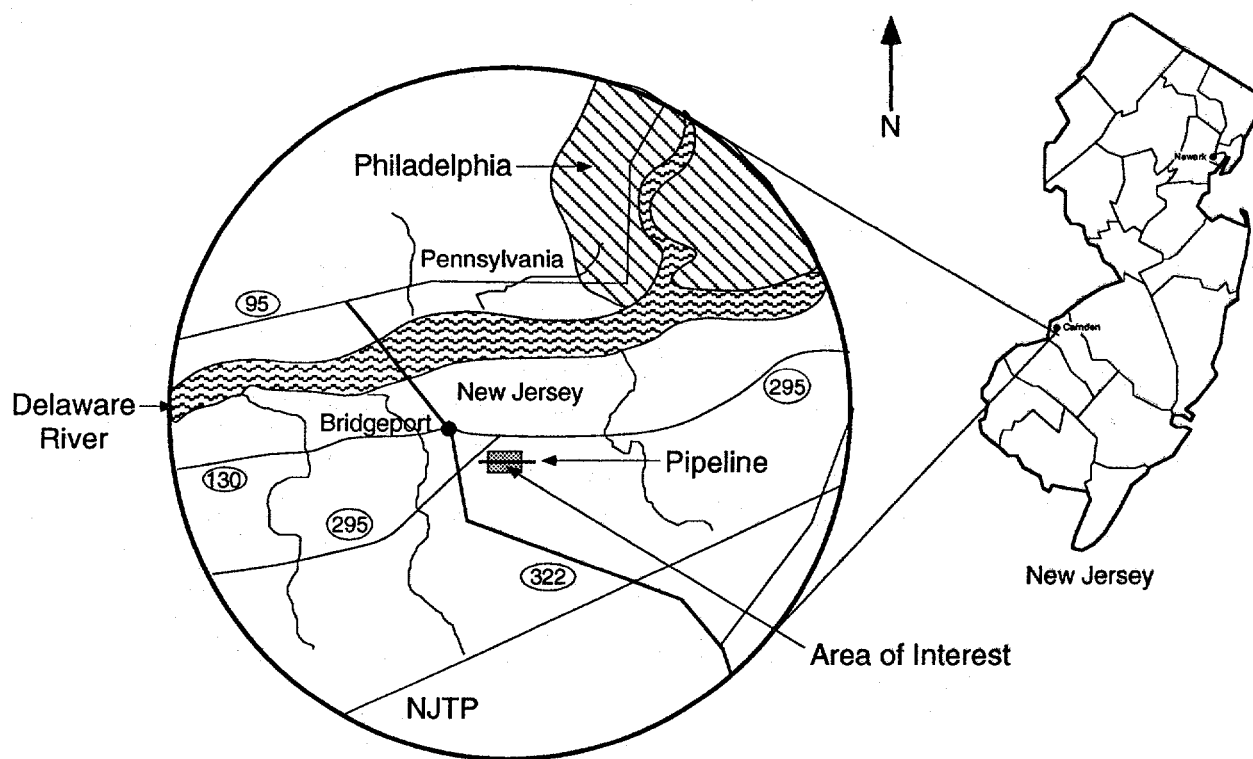 N
Philadelphia
Newark
Pennsylvania
95
Camden
New Jersey
295
Delaware
River
Bridgeport
Pipeline
130
295
322
New Jersey
Area of Interest
NJTP